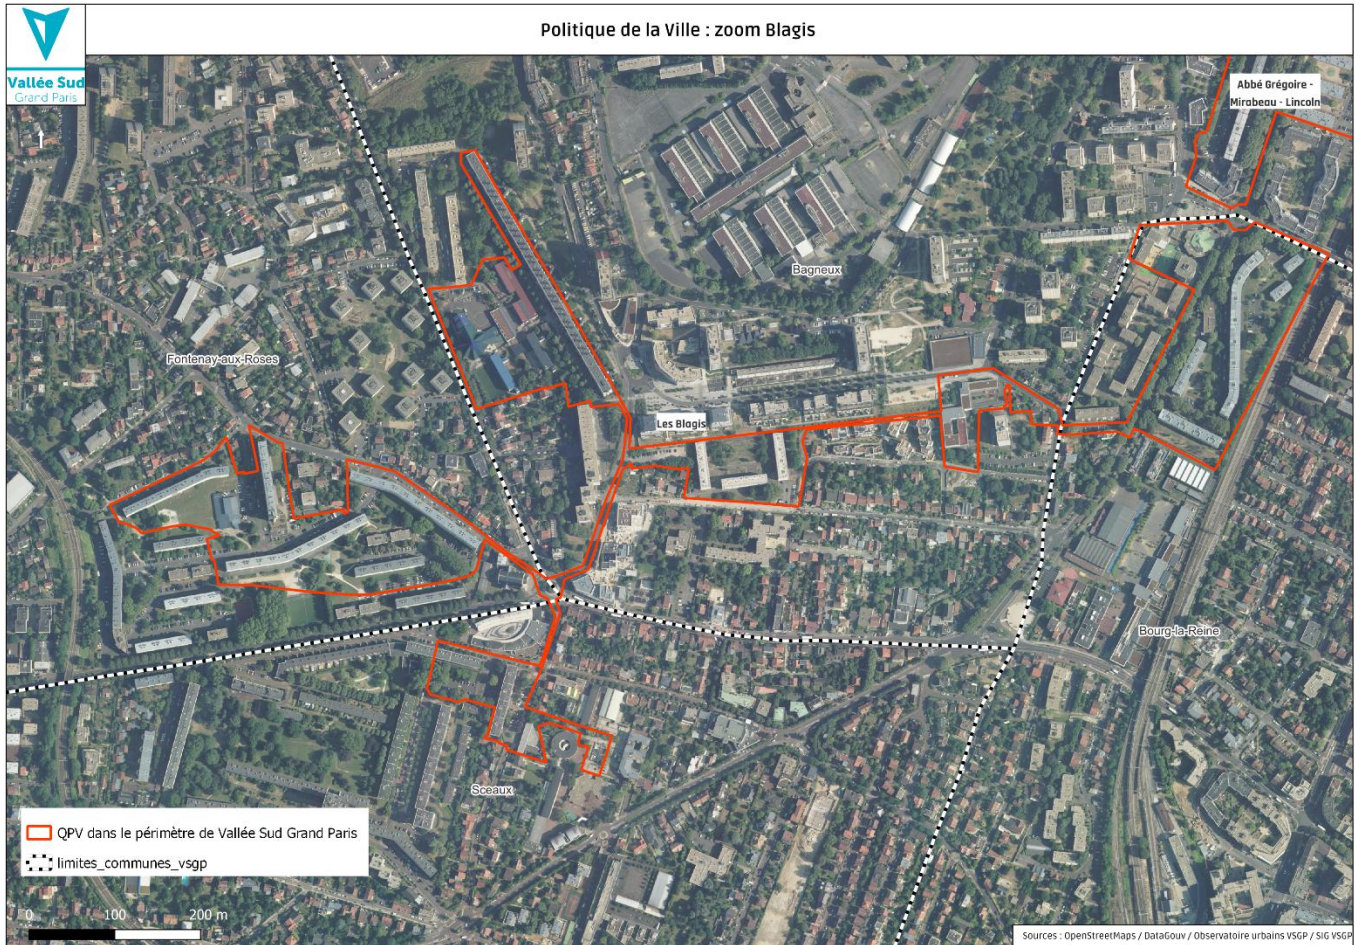 Politique de la Ville : zoom Blagis
Vallée Sud
Grand Paris
Abbé Grégoire -
Mirabeau - Lincoln
Bagneux
Fontenay-aux-Roses
Les Blagis
Bourg-la-Reine
Sceaux
QPV dans le périmètre de Vallée Sud Grand Paris
limites_communes_vsgp
0 100 200 m
Sources : OpenStreetMaps / DataGouv / Observatoire urbains VSGP / SIG VSGP